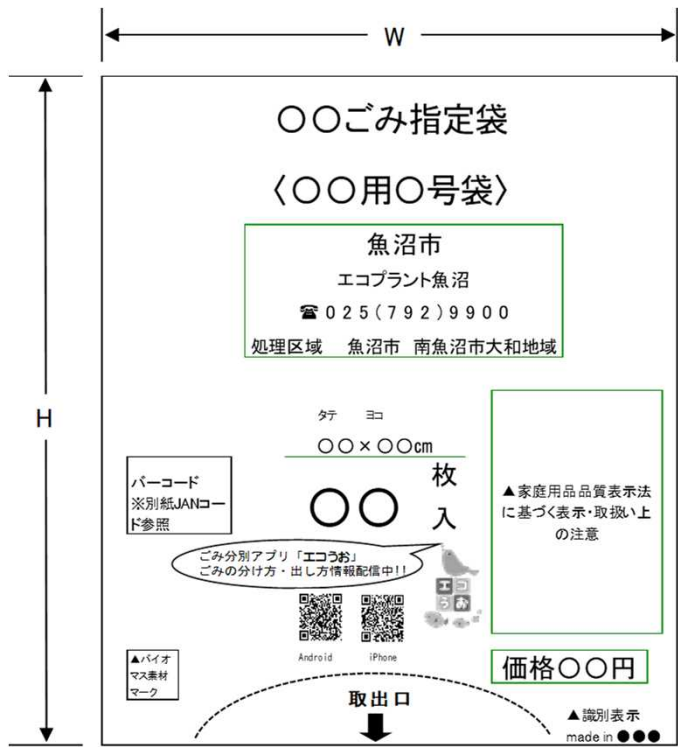 W
H
○○ごみ指定袋
〈○○用○号袋〉
魚沼市
エコプラント魚沼
☎025(792)9900
処理区域 魚沼市 南魚沼市大和地域
タテ ヨコ
○○×○○cm
○○枚入
バーコード
※別紙JANコー
ド参照
▲家庭用品品質表示法
に基づく表示・取扱い上
の注意
ごみ分別アプリ「エコうお」
ごみの分け方・出し方情報配信中!!
エコ
うお
Android iPhone
▲バイオ
マス素材
マーク
価格○○円
取出口
▲識別表示
made in ●●●